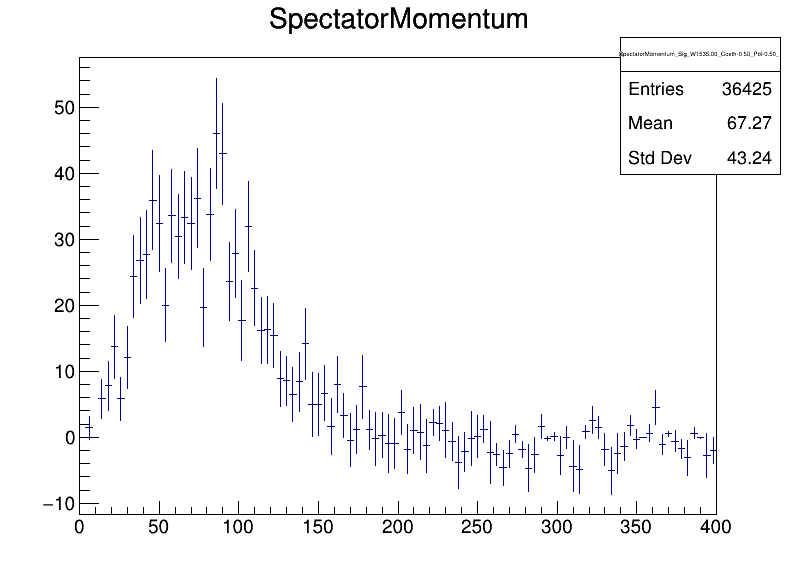 SpectatorMomentum
SpectatorMomentum_Sig_W1535.00_Costh-0.50_Pol-0.50_
Entries 36425
Mean 67.27
Std Dev 43.24
50
40
30
20
10
0
−10
0 50 100 150 200 250 300 350 400